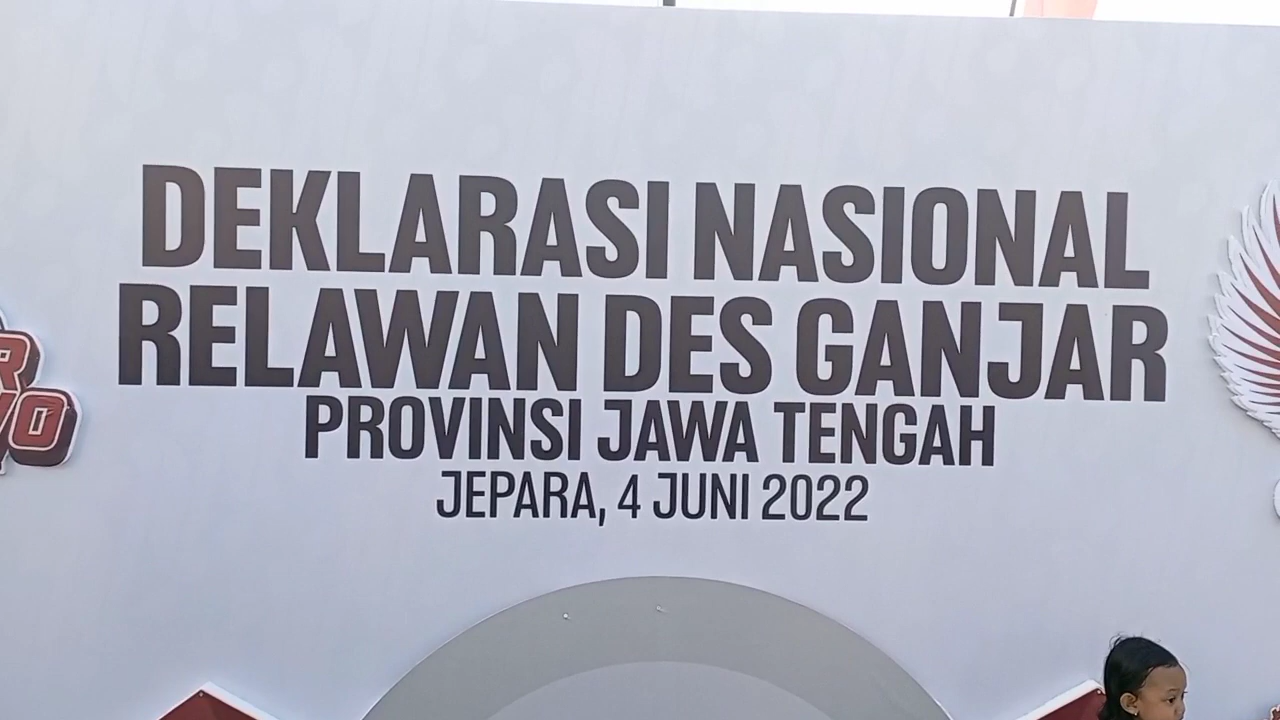 DEKLARASI NASIONAL
RELAWAN DES GANJAR
PROVINSI JAWA TENGAH
JEPARA, 4 JUNI 2022